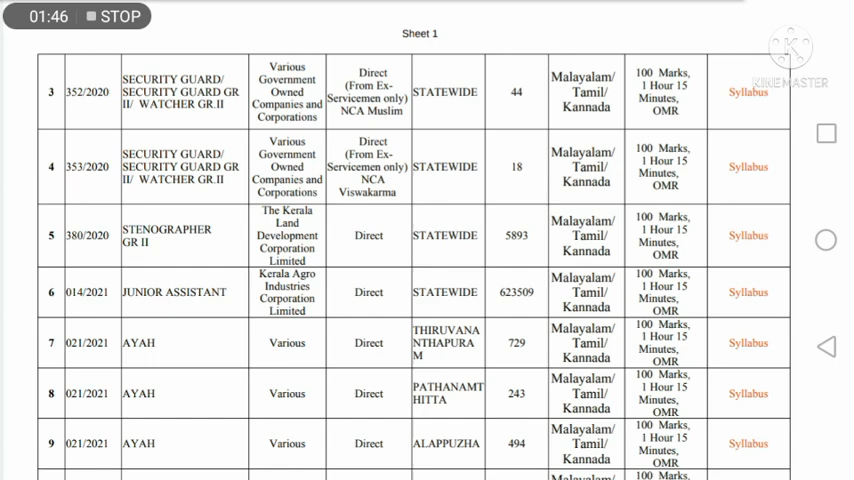 01:46 STOP
Sheet 1
KINEMASTER
3 352/2020 SECURITY GUARD/ SECURITY GUARD GR II/ WATCHER GR.II Various Government Owned Companies and Corporations Direct (From Ex-Servicemen only) NCA Muslim STATEWIDE 44 Malayalam/ Tamil/ Kannada 100 Marks, 1 Hour 15 Minutes, OMR Syllabus
4 353/2020 SECURITY GUARD/ SECURITY GUARD GR II/ WATCHER GR.II Various Government Owned Companies and Corporations Direct (From Ex-Servicemen only) NCA Viswakarma STATEWIDE 18 Malayalam/ Tamil/ Kannada 100 Marks, 1 Hour 15 Minutes, OMR Syllabus
5 380/2020 STENOGRAPHER GR II The Kerala Land Development Corporation Limited Direct STATEWIDE 5893 Malayalam/ Tamil/ Kannada 100 Marks, 1 Hour 15 Minutes, OMR Syllabus
6 014/2021 JUNIOR ASSISTANT Kerala Agro Industries Corporation Limited Direct STATEWIDE 623509 Malayalam/ Tamil/ Kannada 100 Marks, 1 Hour 15 Minutes, OMR Syllabus
7 021/2021 AYAH Various Direct THIRUVANANTHAPURAM 729 Malayalam/ Tamil/ Kannada 100 Marks, 1 Hour 15 Minutes, OMR Syllabus
8 021/2021 AYAH Various Direct PATHANAMTHITTA 243 Malayalam/ Tamil/ Kannada 100 Marks, 1 Hour 15 Minutes, OMR Syllabus
9 021/2021 AYAH Various Direct ALAPPUZHA 494 Malayalam/ Tamil/ Kannada 100 Marks, 1 Hour 15 Minutes, OMR Syllabus
100 Marks,